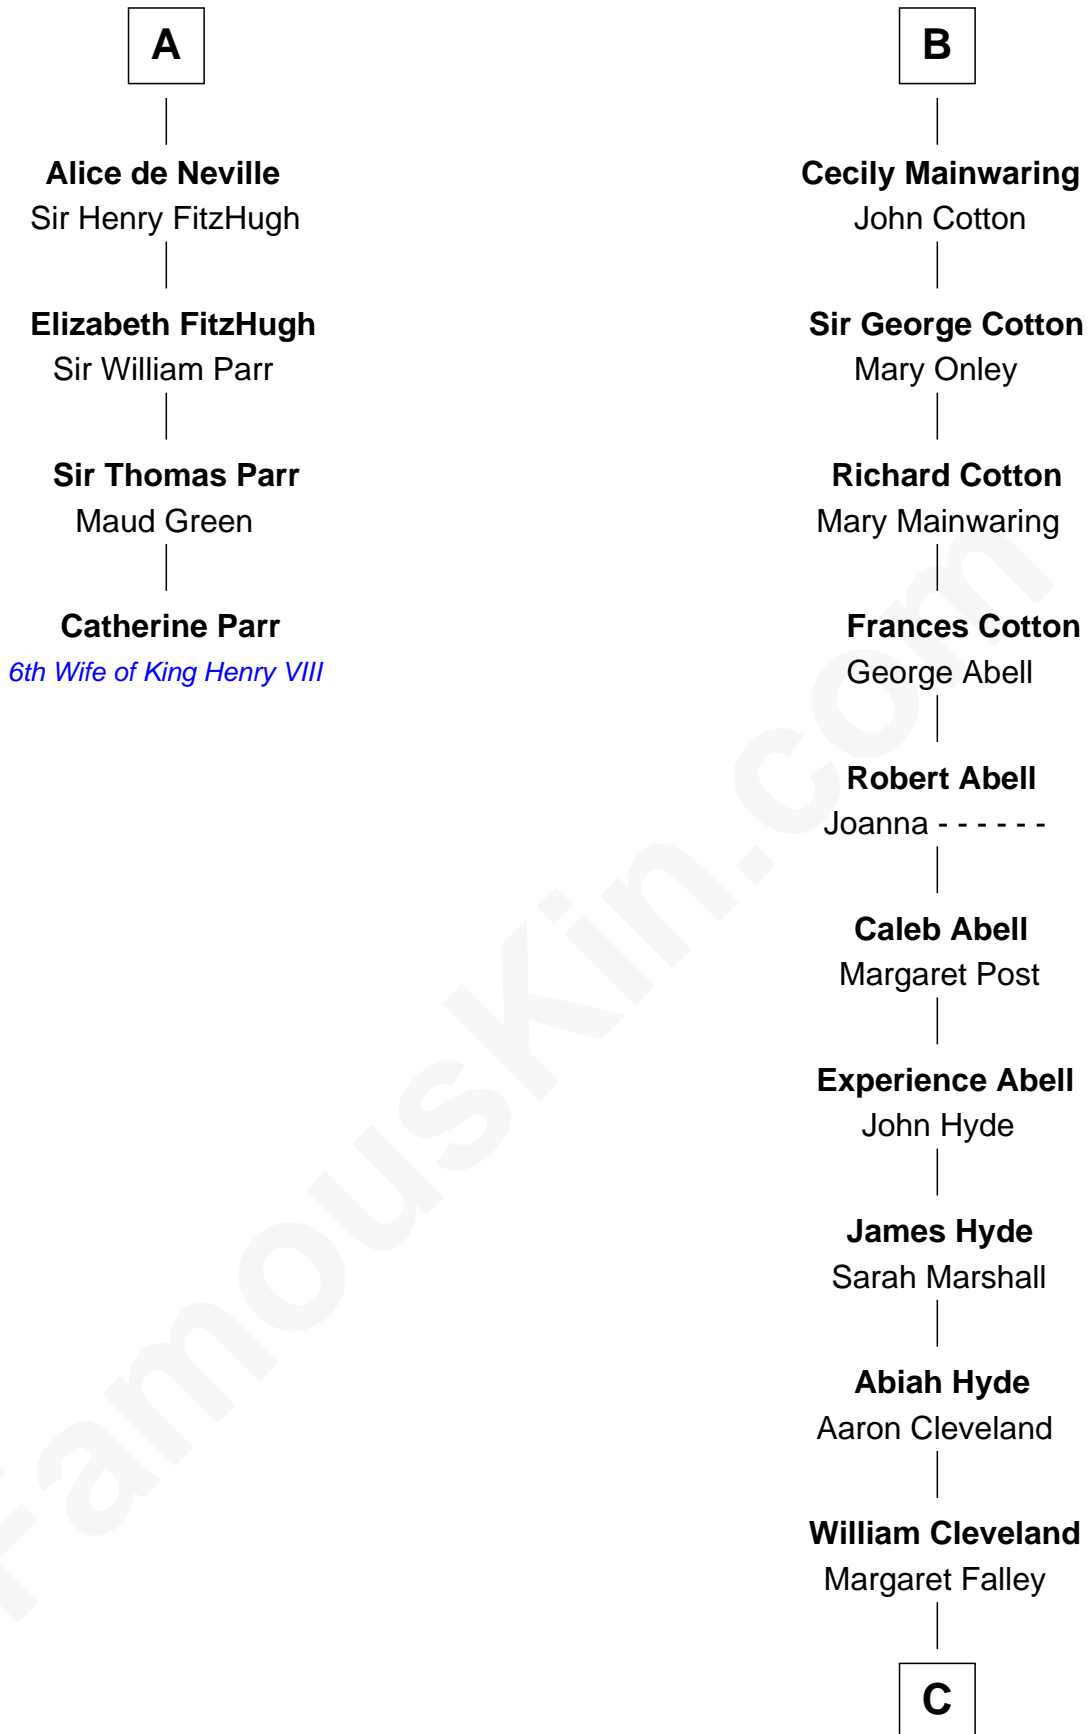 A
Alice de Neville
Sir Henry FitzHugh
Elizabeth FitzHugh
Sir William Parr
Sir Thomas Parr
Maud Green
Catherine Parr
6th Wife of King Henry VIII
B
Cecily Mainwaring
John Cotton
Sir George Cotton
Mary Onley
Richard Cotton
Mary Mainwaring
Frances Cotton
George Abell
Robert Abell
Joanna - - - - - -
Caleb Abell
Margaret Post
Experience Abell
John Hyde
James Hyde
Sarah Marshall
Abiah Hyde
Aaron Cleveland
William Cleveland
Margaret Falley
C
FamousKin.com